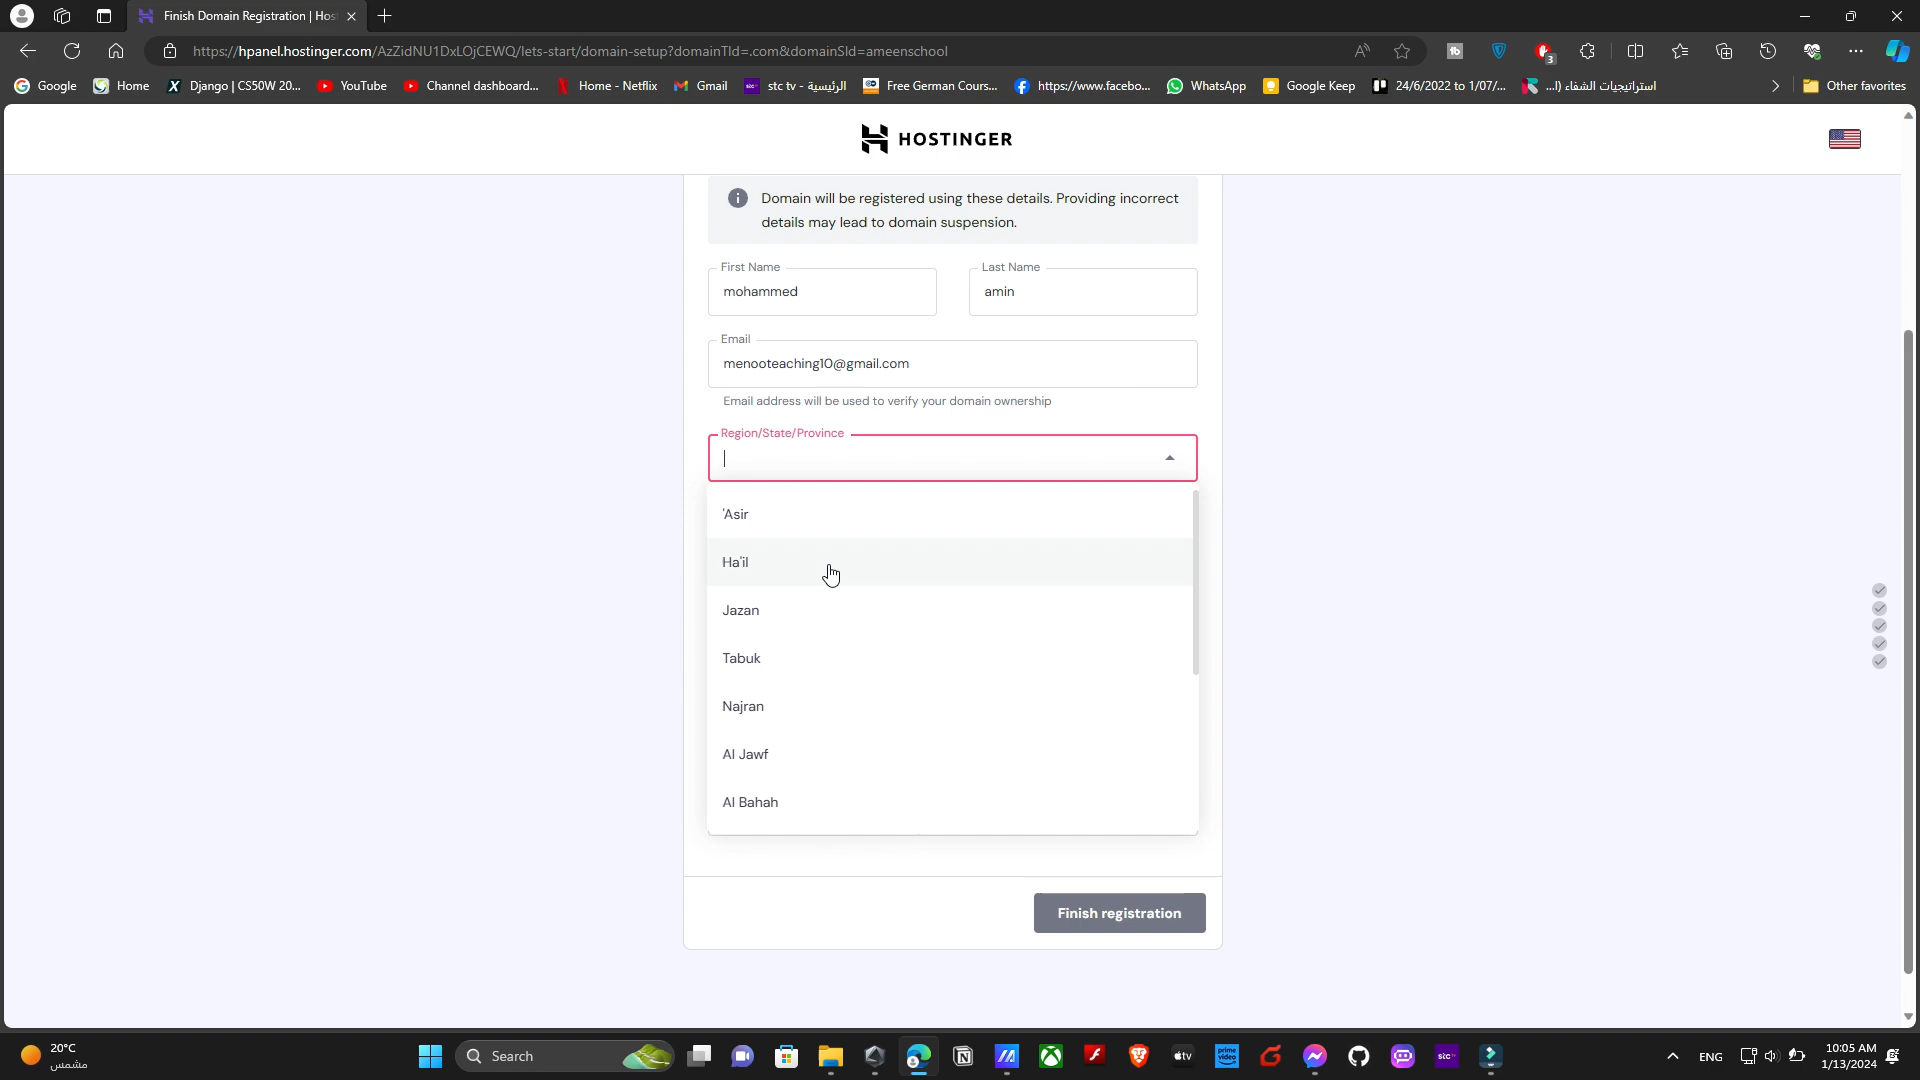 Finish Domain Registration | Hos
https://hpanel.hostinger.com/AzZidNU1DxLOjCEWQ/lets-start/domain-setup?domainTld=.com&domainSld=ameenschool
3
Google
Home
Django | CS50W 20...
YouTube
Channel dashboard...
Home - Netflix
Gmail
stc tv - الرئيسية
Free German Cours...
https://www.facebo...
WhatsApp
Google Keep
24/6/2022 to 1/07/...
استراتيجيات الشفاء (ا...
Other favorites
HOSTINGER
Domain will be registered using these details. Providing incorrect
details may lead to domain suspension.
First Name
mohammed
Last Name
amin
Email
menooteaching10@gmail.com
Email address will be used to verify your domain ownership
Region/State/Province
'Asir
Ha'il
Jazan
Tabuk
Najran
Al Jawf
Al Bahah
Finish registration
20°C
مشمس
Search
ENG
10:05 AM
1/13/2024